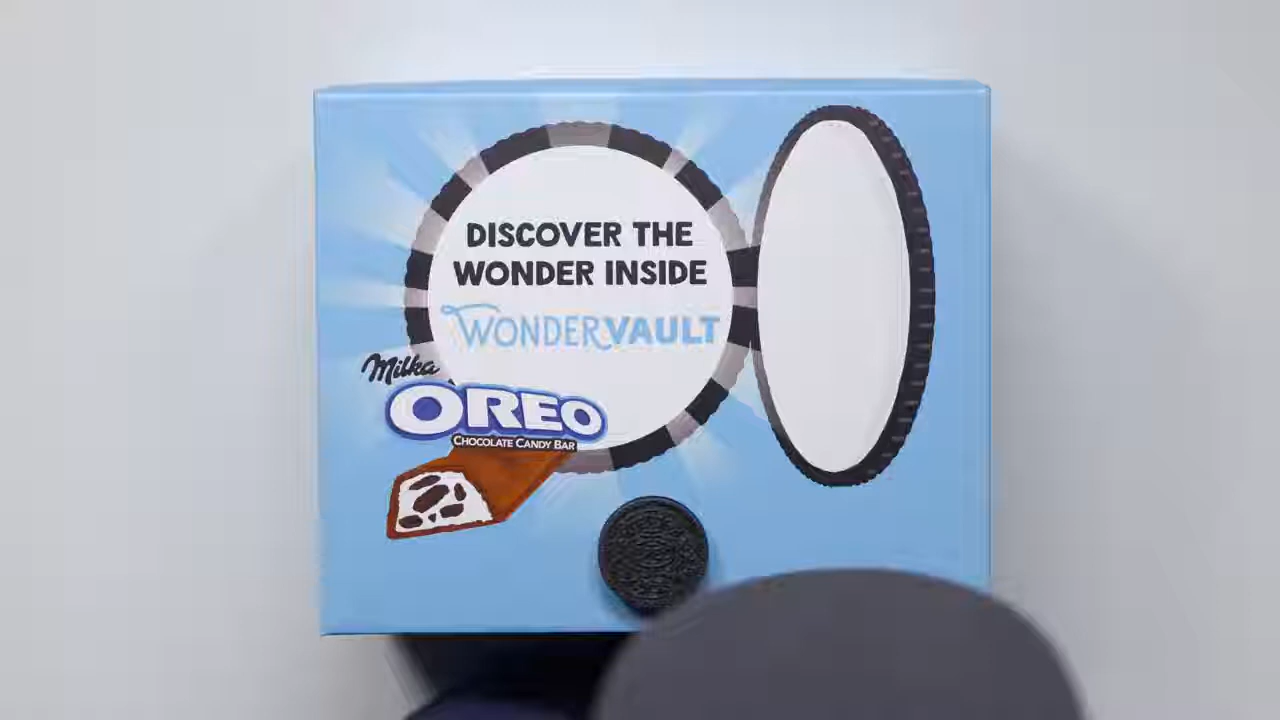 DISCOVER THE
WONDER INSIDE
WONDERVAULT
Milka
OREO
CHOCOLATE CANDY BAR